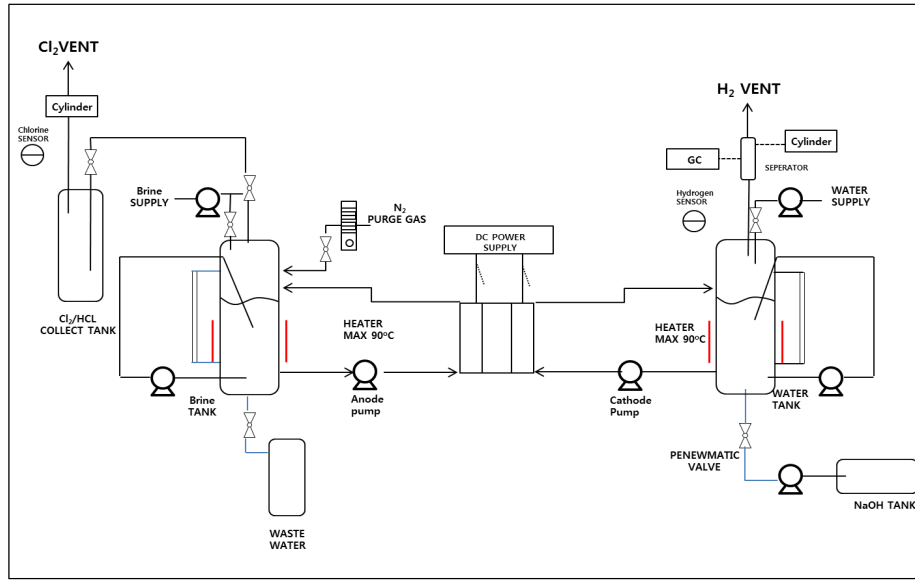 Cl₂VENT
Cylinder
Chlorine
SENSOR
Brine
SUPPLY
N₂
PURGE GAS
Cl₂/HCL
COLLECT TANK
Brine
TANK
HEATER
MAX 90°C
Anode
pump
WASTE
WATER
DC POWER
SUPPLY
H₂ VENT
Cylinder
GC
SEPERATOR
Hydrogen
SENSOR
WATER
SUPPLY
HEATER
MAX 90°C
Cathode
Pump
WATER
TANK
PENEWMATIC
VALVE
NaOH TANK